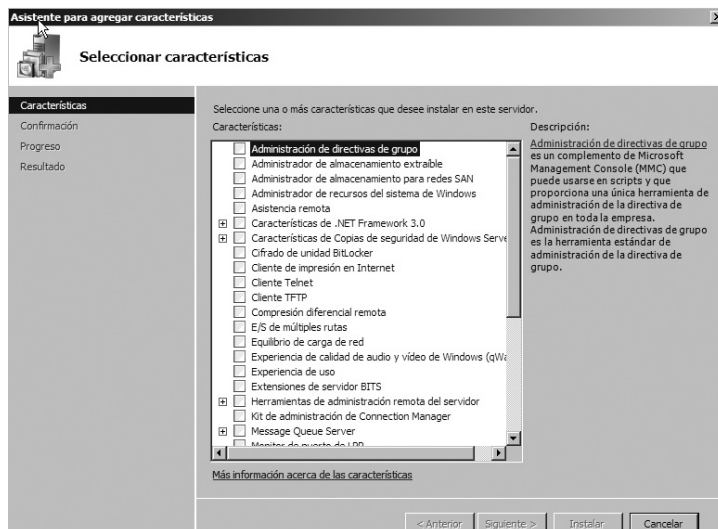 Asistente para agregar características
Seleccionar características
Características
Confirmación
Progreso
Resultado
Seleccione una o más características que desee instalar en este servidor.
Características:
Administración de directivas de grupo
Administrador de almacenamiento extraíble
Administrador de almacenamiento para redes SAN
Administrador de recursos del sistema de Windows
Asistencia remota
Características de .NET Framework 3.0
Características de Copias de seguridad de Windows Serve
Cifrado de unidad BitLocker
Cliente de impresión en Internet
Cliente Telnet
Cliente TFTP
Compresión diferencial remota
E/S de múltiples rutas
Equilibrio de carga de red
Experiencia de calidad de audio y vídeo de Windows (qWa
Experiencia de uso
Extensiones de servidor BITS
Herramientas de administración remota del servidor
Kit de administración de Connection Manager
Message Queue Server
Monitor de puerto de LPR
Más información acerca de las características
Descripción:
Administración de directivas de grupo
es un complemento de Microsoft
Management Console (MMC) que
puede usarse en scripts y que
proporciona una única herramienta de
administración de la directiva de
grupo en toda la empresa.
Administración de directivas de grupo
es la herramienta estándar de
administración de la directiva de
grupo.
< Anterior
Siguiente >
Instalar
Cancelar